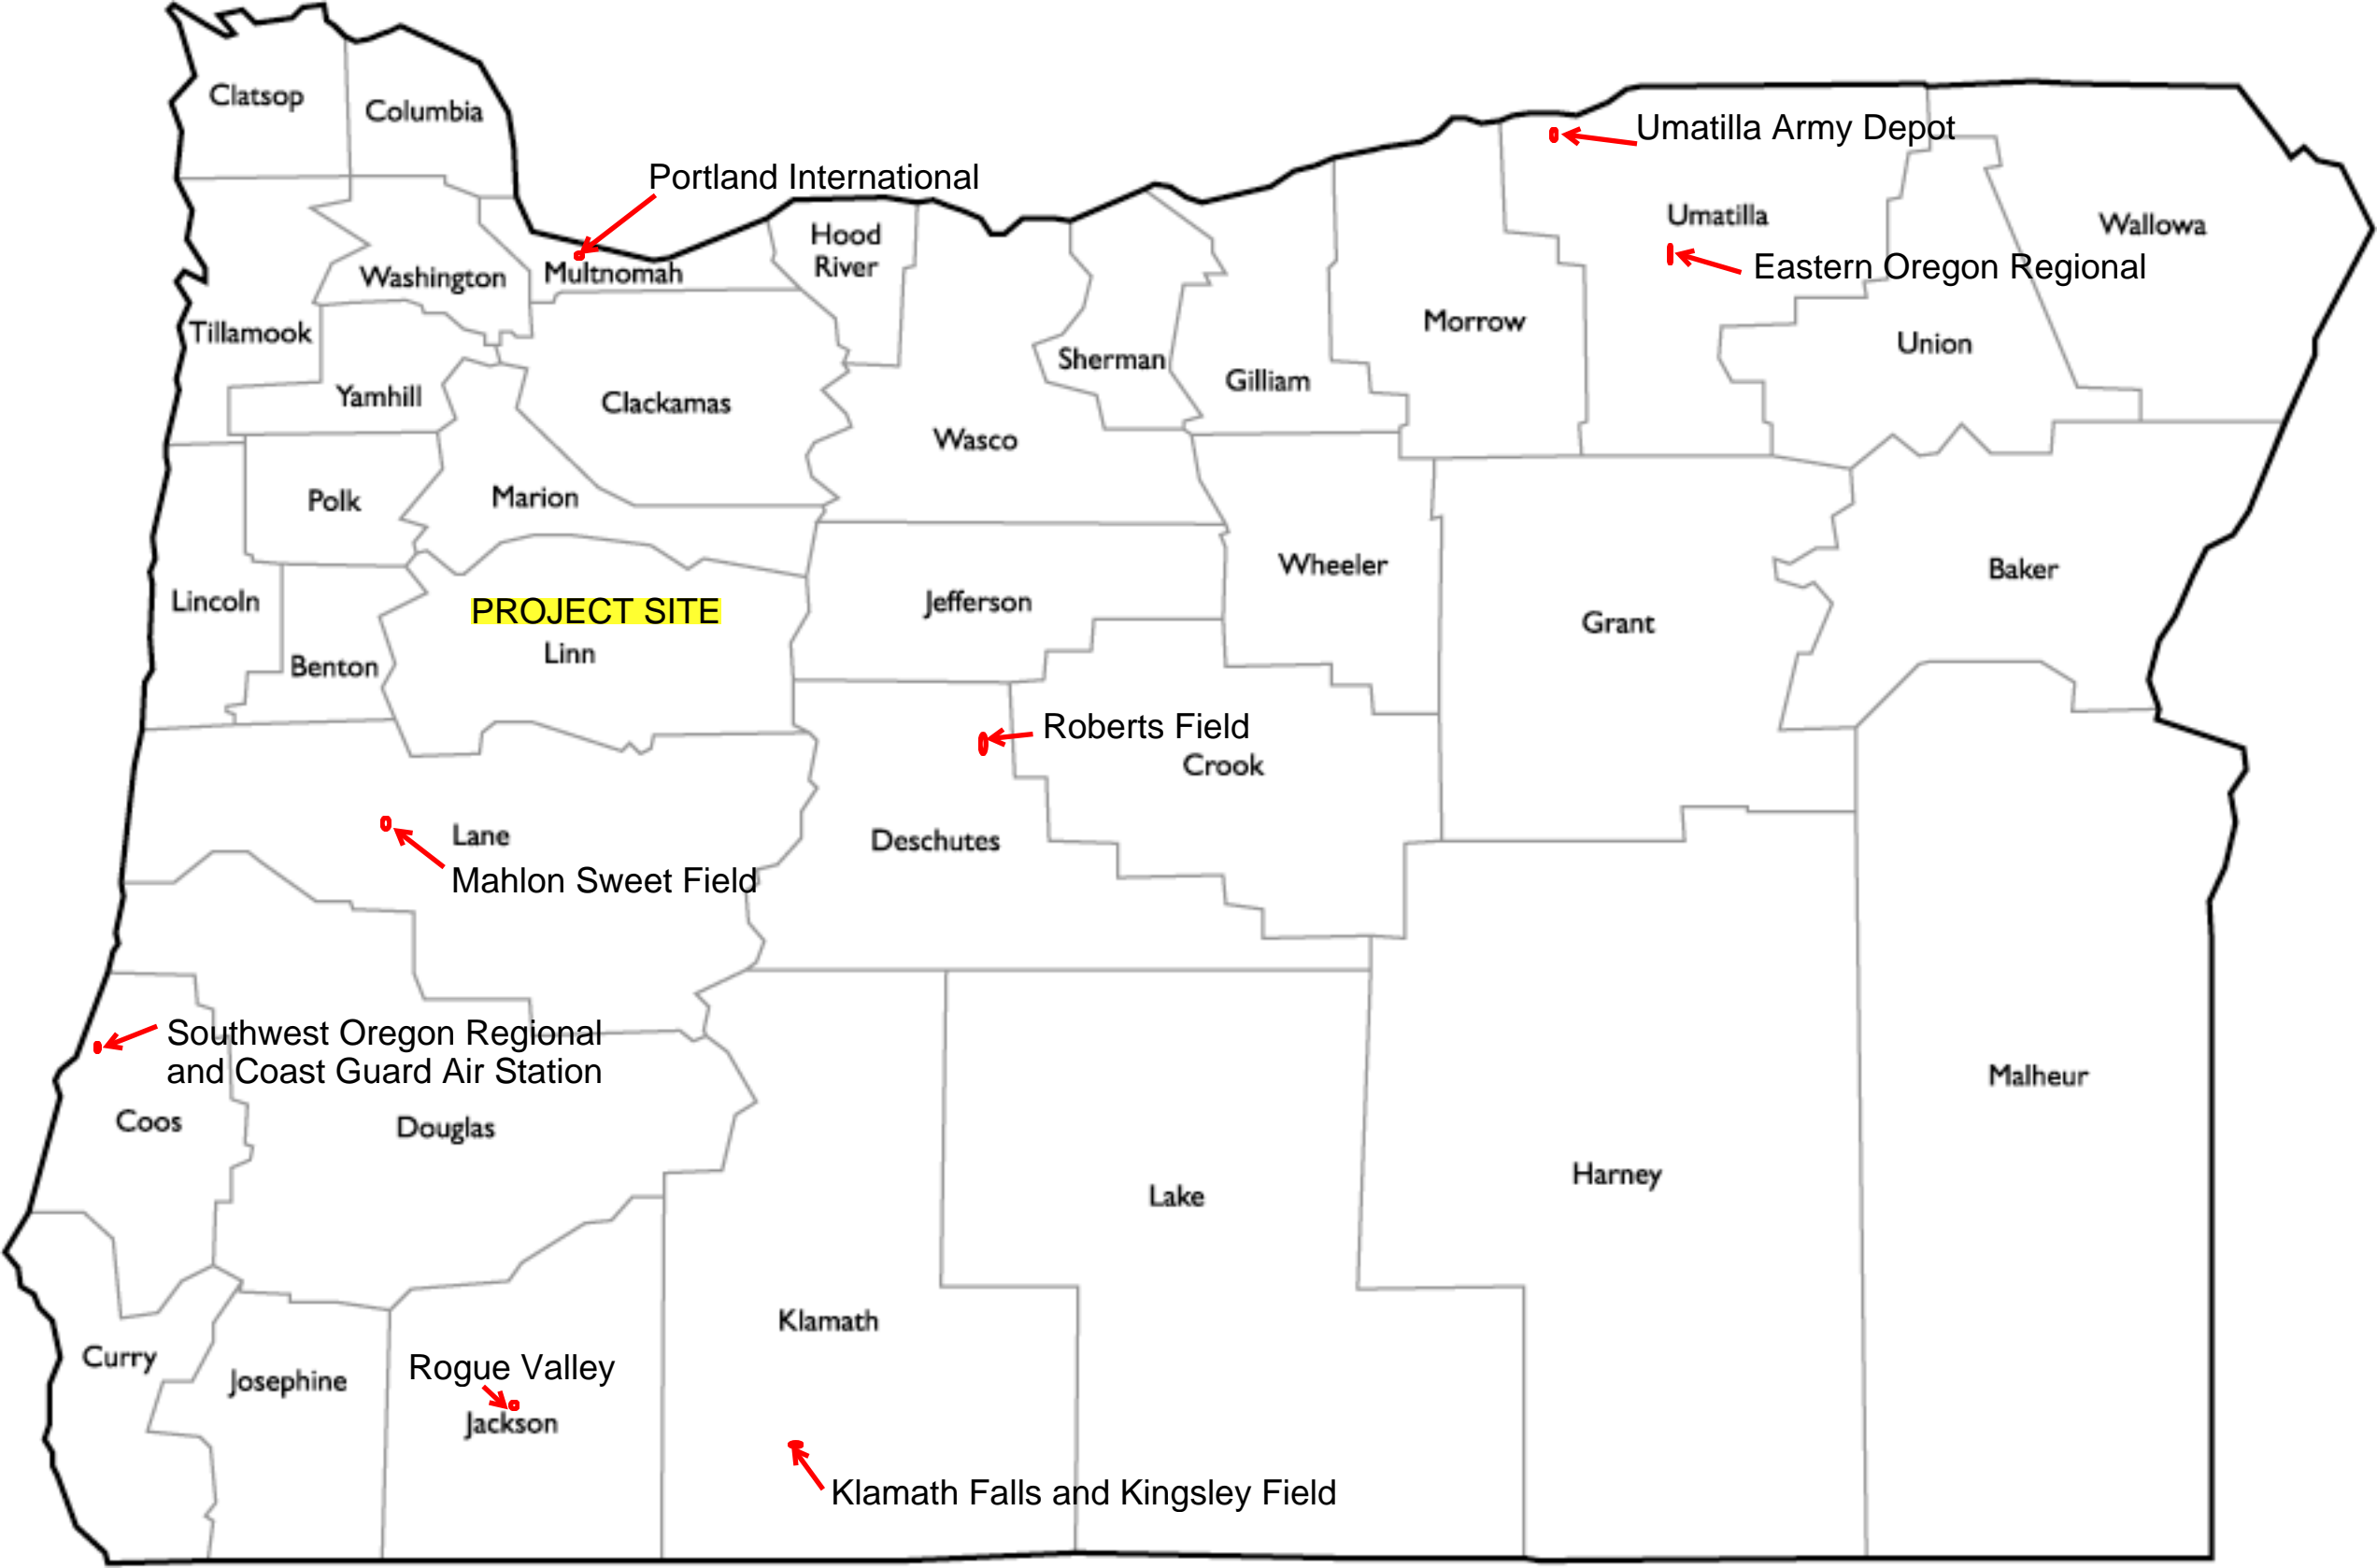 Clatsop
Columbia
Umatilla Army Depot
Portland International
Umatilla
Wallowa
Hood
River
Washington
Multnomah
Eastern Oregon Regional
Tillamook
Morrow
Union
Sherman
Gilliam
Yamhill
Clackamas
Wasco
Polk
Marion
Wheeler
Baker
Lincoln
PROJECT SITE
Jefferson
Grant
Linn
Benton
Roberts Field
Crook
Lane
Deschutes
Mahlon Sweet Field
Southwest Oregon Regional
and Coast Guard Air Station
Malheur
Coos
Douglas
Harney
Lake
Klamath
Curry
Rogue Valley
Josephine
Jackson
Klamath Falls and Kingsley Field